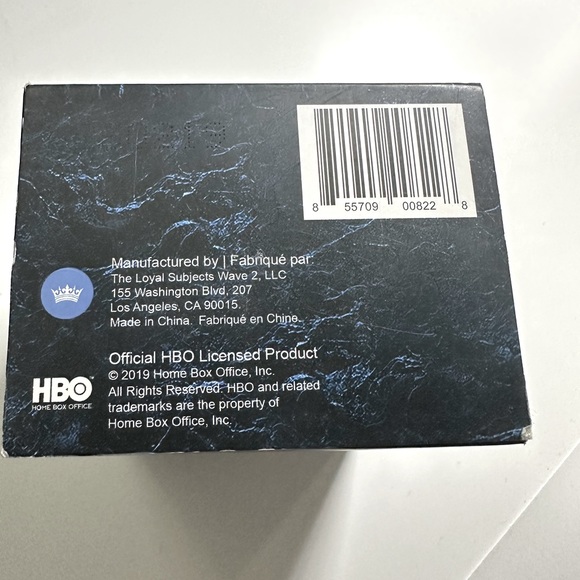 8 55709 00822 8
Manufactured by | Fabriqué par:
The Loyal Subjects Wave 2, LLC
155 Washington Blvd, 207
Los Angeles, CA 90015.
Made in China. Fabriqué en Chine.
Official HBO Licensed Product
© 2019 Home Box Office, Inc.
All Rights Reserved. HBO and related
trademarks are the property of
Home Box Office, Inc.
HBO™
HOME BOX OFFICE